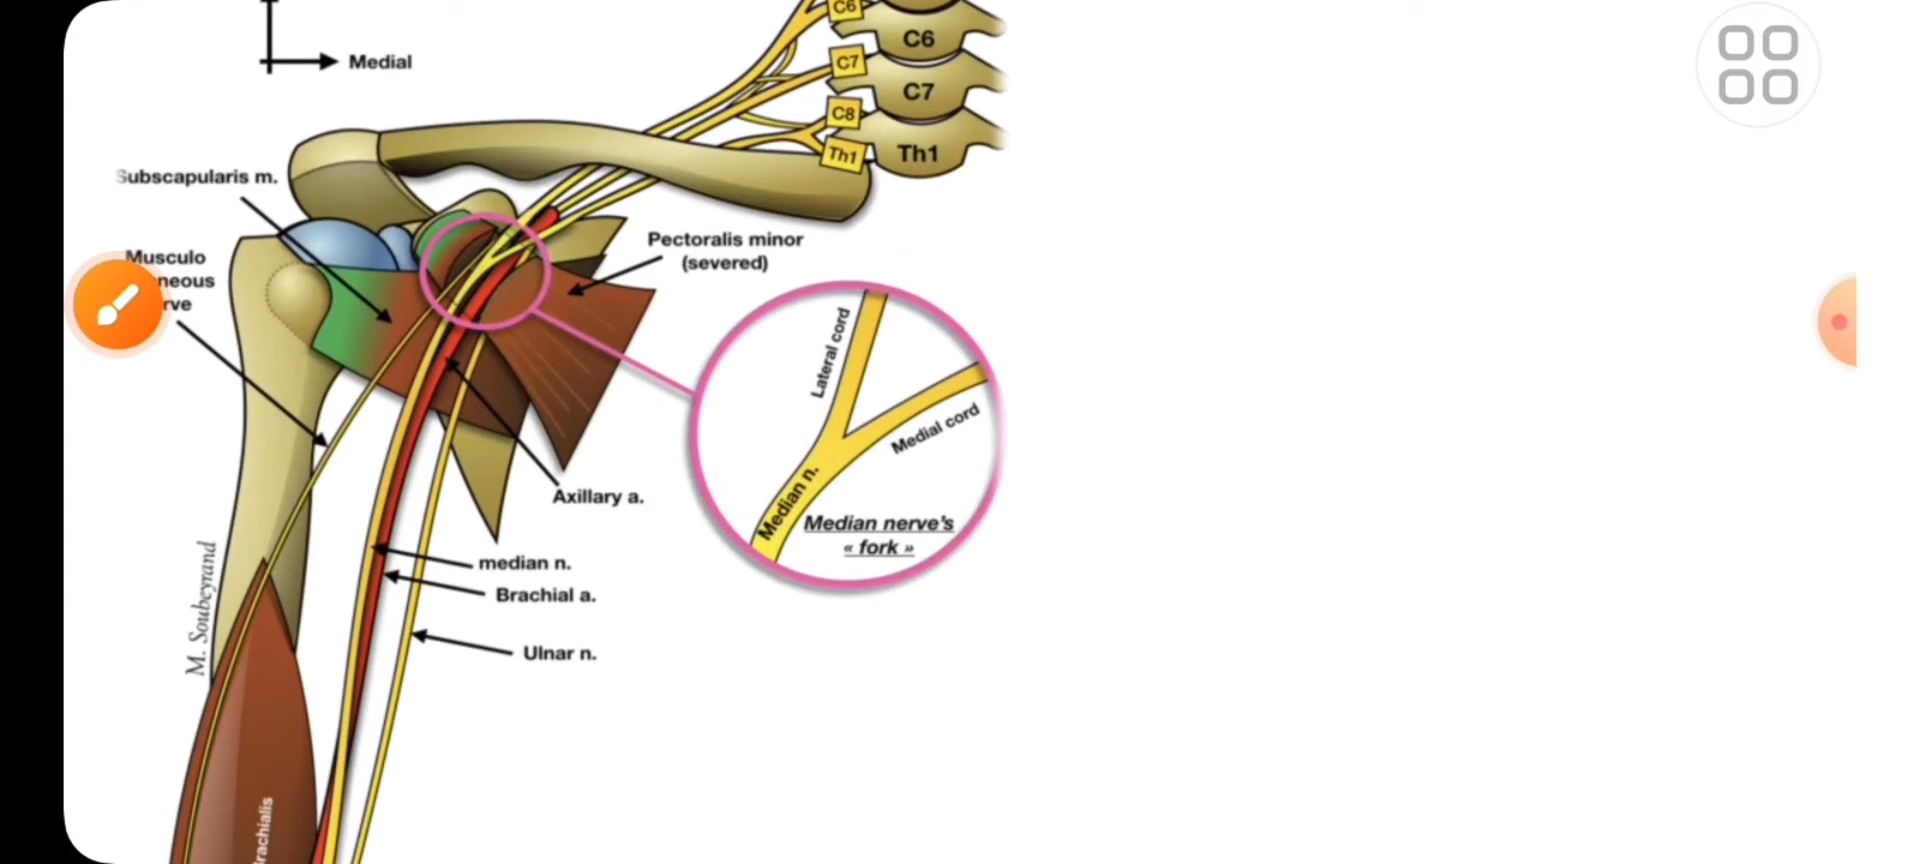 C6
C6
Medial
C7
C7
C8
Th1
Th1
Subscapularis m.
Pectoralis minor
(severed)
Musculo
neous
rve
Lateral cord
Medial cord
Median n.
Median nerve's
« fork »
Axillary a.
median n.
Brachial a.
Ulnar n.
M. Soubeyrand
rachialis